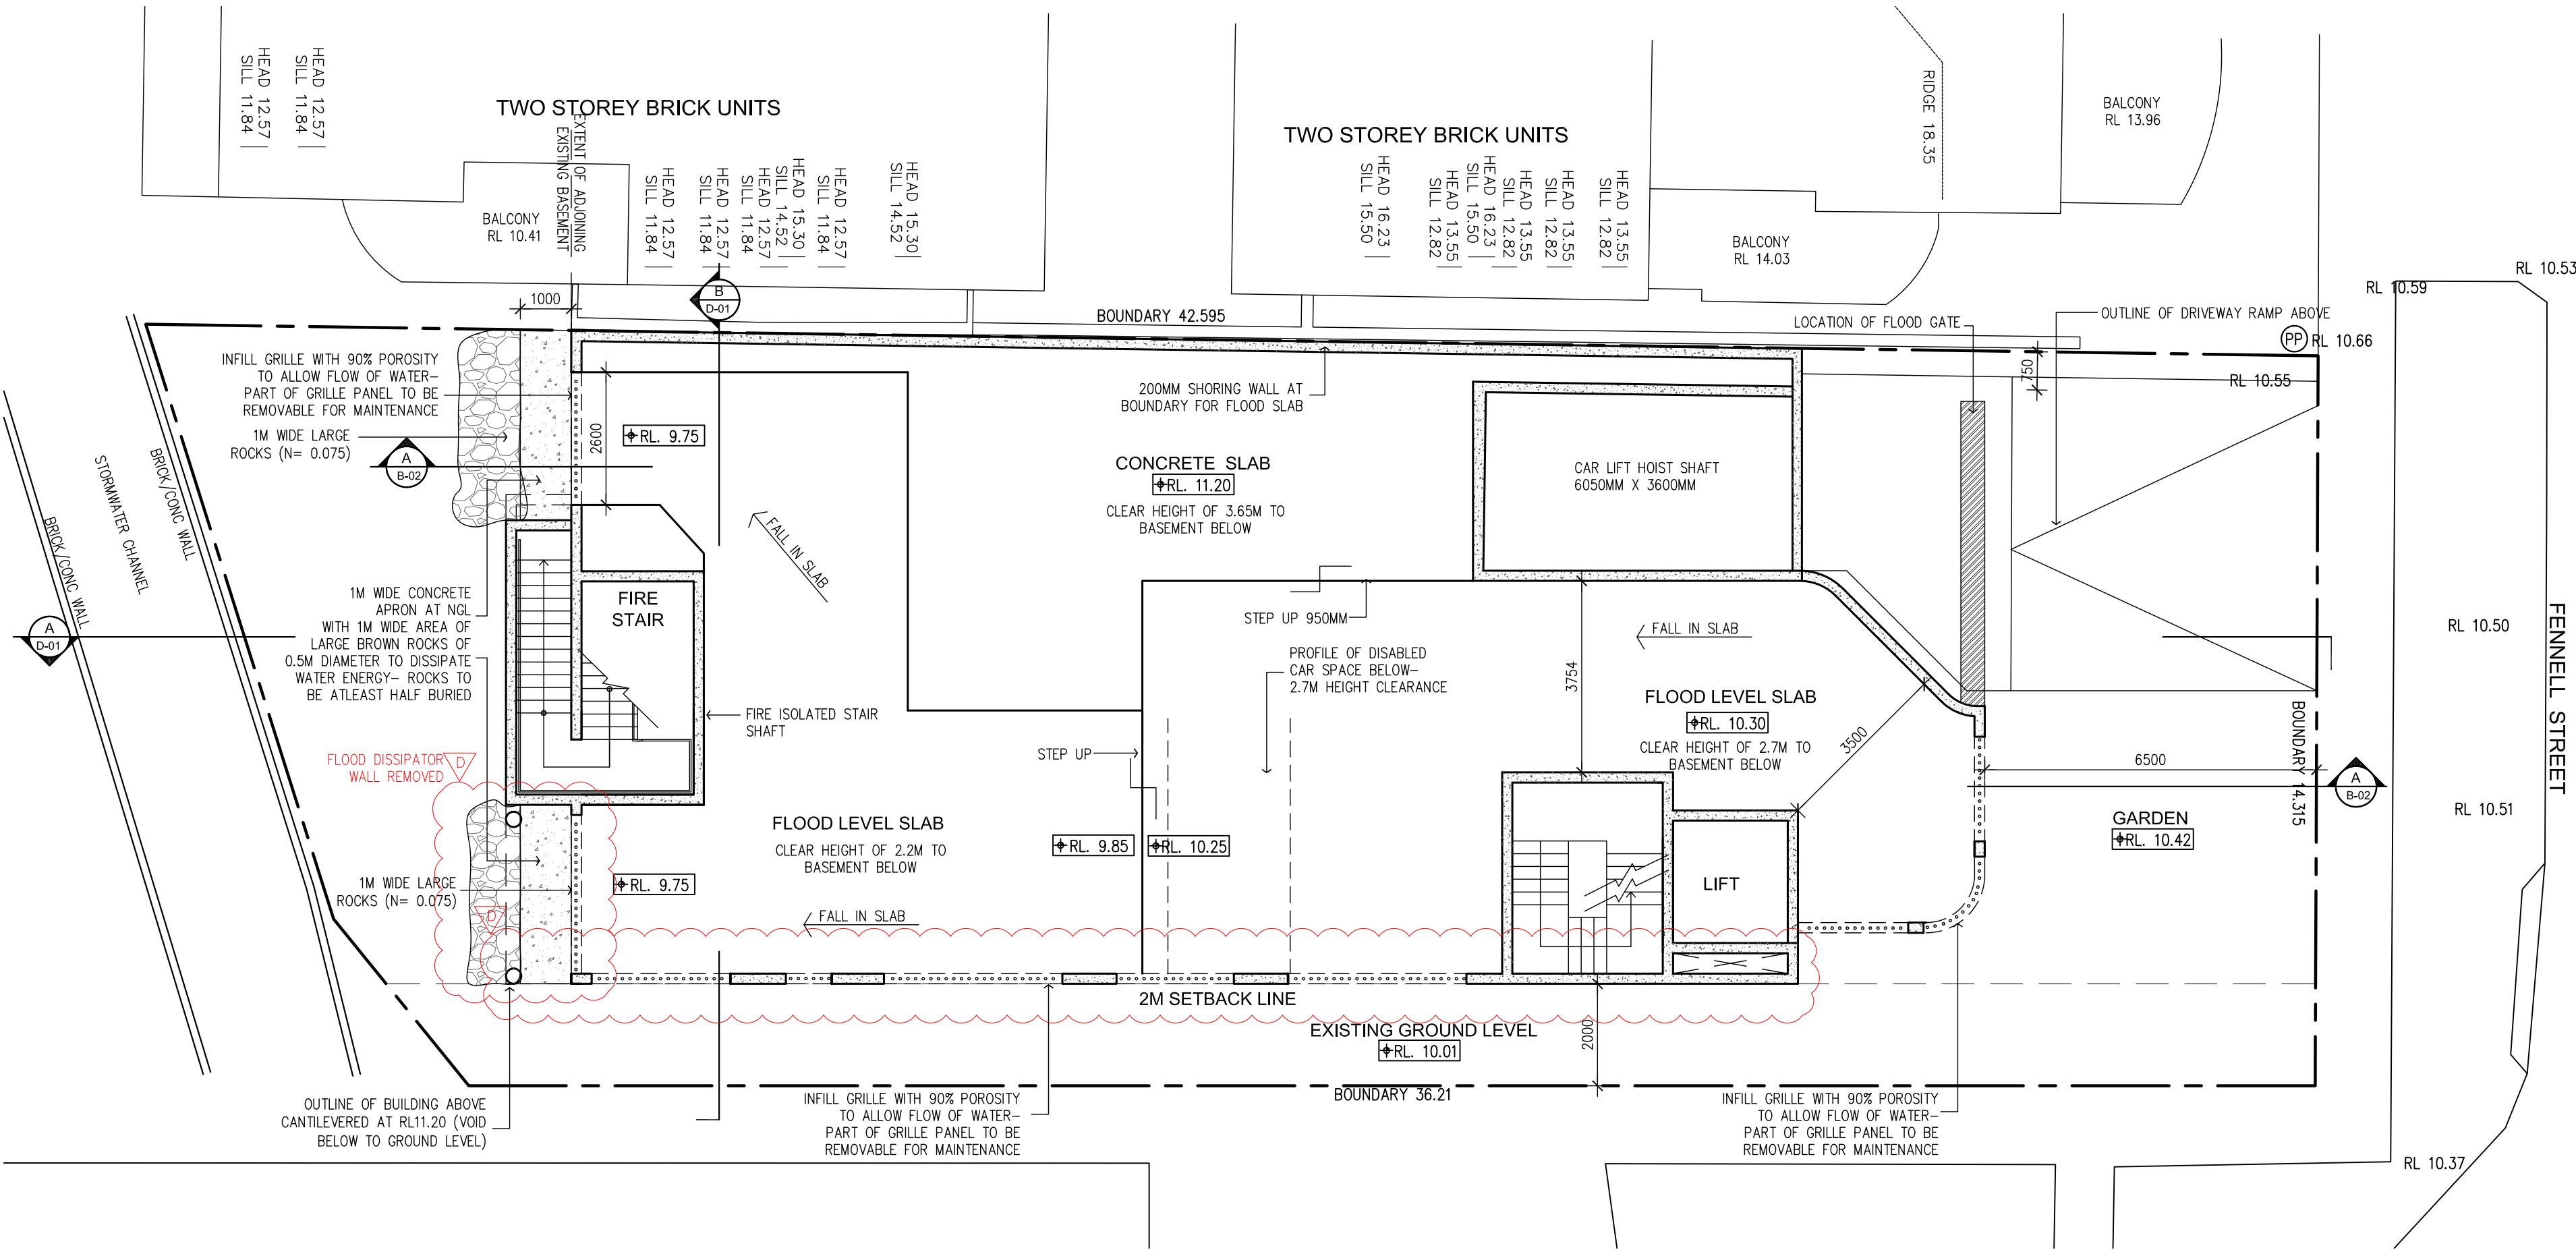 HEAD 12.57
SILL 11.84
HEAD 12.57
SILL 11.84
TWO STOREY BRICK UNITS
EXTENT OF ADJOINING
EXISTING BASEMENT
BALCONY
RL 10.41
HEAD 12.57
SILL 11.84
HEAD 12.57
SILL 11.84
HEAD 15.30
SILL 14.52
HEAD 12.57
SILL 11.84
HEAD 12.57
SILL 11.84
HEAD 15.30
SILL 14.52
TWO STOREY BRICK UNITS
HEAD 16.23
SILL 15.50
HEAD 13.55
SILL 12.82
HEAD 16.23
SILL 15.50
HEAD 13.55
SILL 12.82
HEAD 13.55
SILL 12.82
HEAD 13.55
SILL 12.82
RIDGE 18.35
BALCONY
RL 13.96
BALCONY
RL 14.03
RL 10.53
RL 10.59
1000
B
D-01
BOUNDARY 42.595
LOCATION OF FLOOD GATE
OUTLINE OF DRIVEWAY RAMP ABOVE
PP
RL 10.66
750
RL 10.55
INFILL GRILLE WITH 90% POROSITY
TO ALLOW FLOW OF WATER-
PART OF GRILLE PANEL TO BE
REMOVABLE FOR MAINTENANCE
200MM SHORING WALL AT
BOUNDARY FOR FLOOD SLAB
1M WIDE LARGE
ROCKS (N= 0.075)
2600
RL. 9.75
A
B-02
CONCRETE SLAB
RL. 11.20
CLEAR HEIGHT OF 3.65M TO
BASEMENT BELOW
CAR LIFT HOIST SHAFT
6050MM X 3600MM
BRICK/CONC WALL
STORMWATER CHANNEL
BRICK/CONC WALL
FALL IN SLAB
A
D-01
1M WIDE CONCRETE
APRON AT NGL
WITH 1M WIDE AREA OF
LARGE BROWN ROCKS OF
0.5M DIAMETER TO DISSIPATE
WATER ENERGY- ROCKS TO
BE ATLEAST HALF BURIED
FIRE
STAIR
STEP UP 950MM
FALL IN SLAB
3754
PROFILE OF DISABLED
CAR SPACE BELOW-
2.7M HEIGHT CLEARANCE
FLOOD LEVEL SLAB
RL. 10.30
CLEAR HEIGHT OF 2.7M TO
BASEMENT BELOW
3500
FIRE ISOLATED STAIR
SHAFT
STEP UP
FLOOD DISSIPATOR
WALL REMOVED
D
6500
BOUNDARY 14.315
A
B-02
FENNELL STREET
RL 10.50
RL 10.51
GARDEN
RL. 10.42
FLOOD LEVEL SLAB
CLEAR HEIGHT OF 2.2M TO
BASEMENT BELOW
RL. 9.85
RL. 10.25
LIFT
1M WIDE LARGE
ROCKS (N= 0.075)
RL. 9.75
D
FALL IN SLAB
2M SETBACK LINE
EXISTING GROUND LEVEL
RL. 10.01
2000
BOUNDARY 36.21
OUTLINE OF BUILDING ABOVE
CANTILEVERED AT RL11.20 (VOID
BELOW TO GROUND LEVEL)
INFILL GRILLE WITH 90% POROSITY
TO ALLOW FLOW OF WATER-
PART OF GRILLE PANEL TO BE
REMOVABLE FOR MAINTENANCE
INFILL GRILLE WITH 90% POROSITY
TO ALLOW FLOW OF WATER-
PART OF GRILLE PANEL TO BE
REMOVABLE FOR MAINTENANCE
RL 10.37